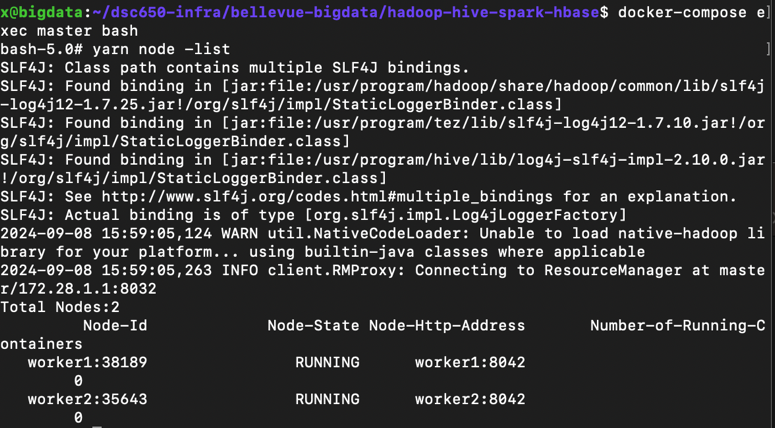 x@bigdata:~/dsc650-infra/bellevue-bigdata/hadoop-hive-spark-hbase$ docker-compose e]
xec master bash
bash-5.0# yarn node -list ]
SLF4J: Class path contains multiple SLF4J bindings.
SLF4J: Found binding in [jar:file:/usr/program/hadoop/share/hadoop/common/lib/slf4j
-log4j12-1.7.25.jar!/org/slf4j/impl/StaticLoggerBinder.class]
SLF4J: Found binding in [jar:file:/usr/program/tez/lib/slf4j-log4j12-1.7.10.jar!/or
g/slf4j/impl/StaticLoggerBinder.class]
SLF4J: Found binding in [jar:file:/usr/program/hive/lib/log4j-slf4j-impl-2.10.0.jar
!/org/slf4j/impl/StaticLoggerBinder.class]
SLF4J: See http://www.slf4j.org/codes.html#multiple_bindings for an explanation.
SLF4J: Actual binding is of type [org.slf4j.impl.Log4jLoggerFactory]
2024-09-08 15:59:05,124 WARN util.NativeCodeLoader: Unable to load native-hadoop li
brary for your platform... using builtin-java classes where applicable
2024-09-08 15:59:05,263 INFO client.RMProxy: Connecting to ResourceManager at maste
r/172.28.1.1:8032
Total Nodes:2
Node-Id Node-State Node-Http-Address Number-of-Running-C
ontainers
worker1:38189 RUNNING worker1:8042
0
worker2:35643 RUNNING worker2:8042
0